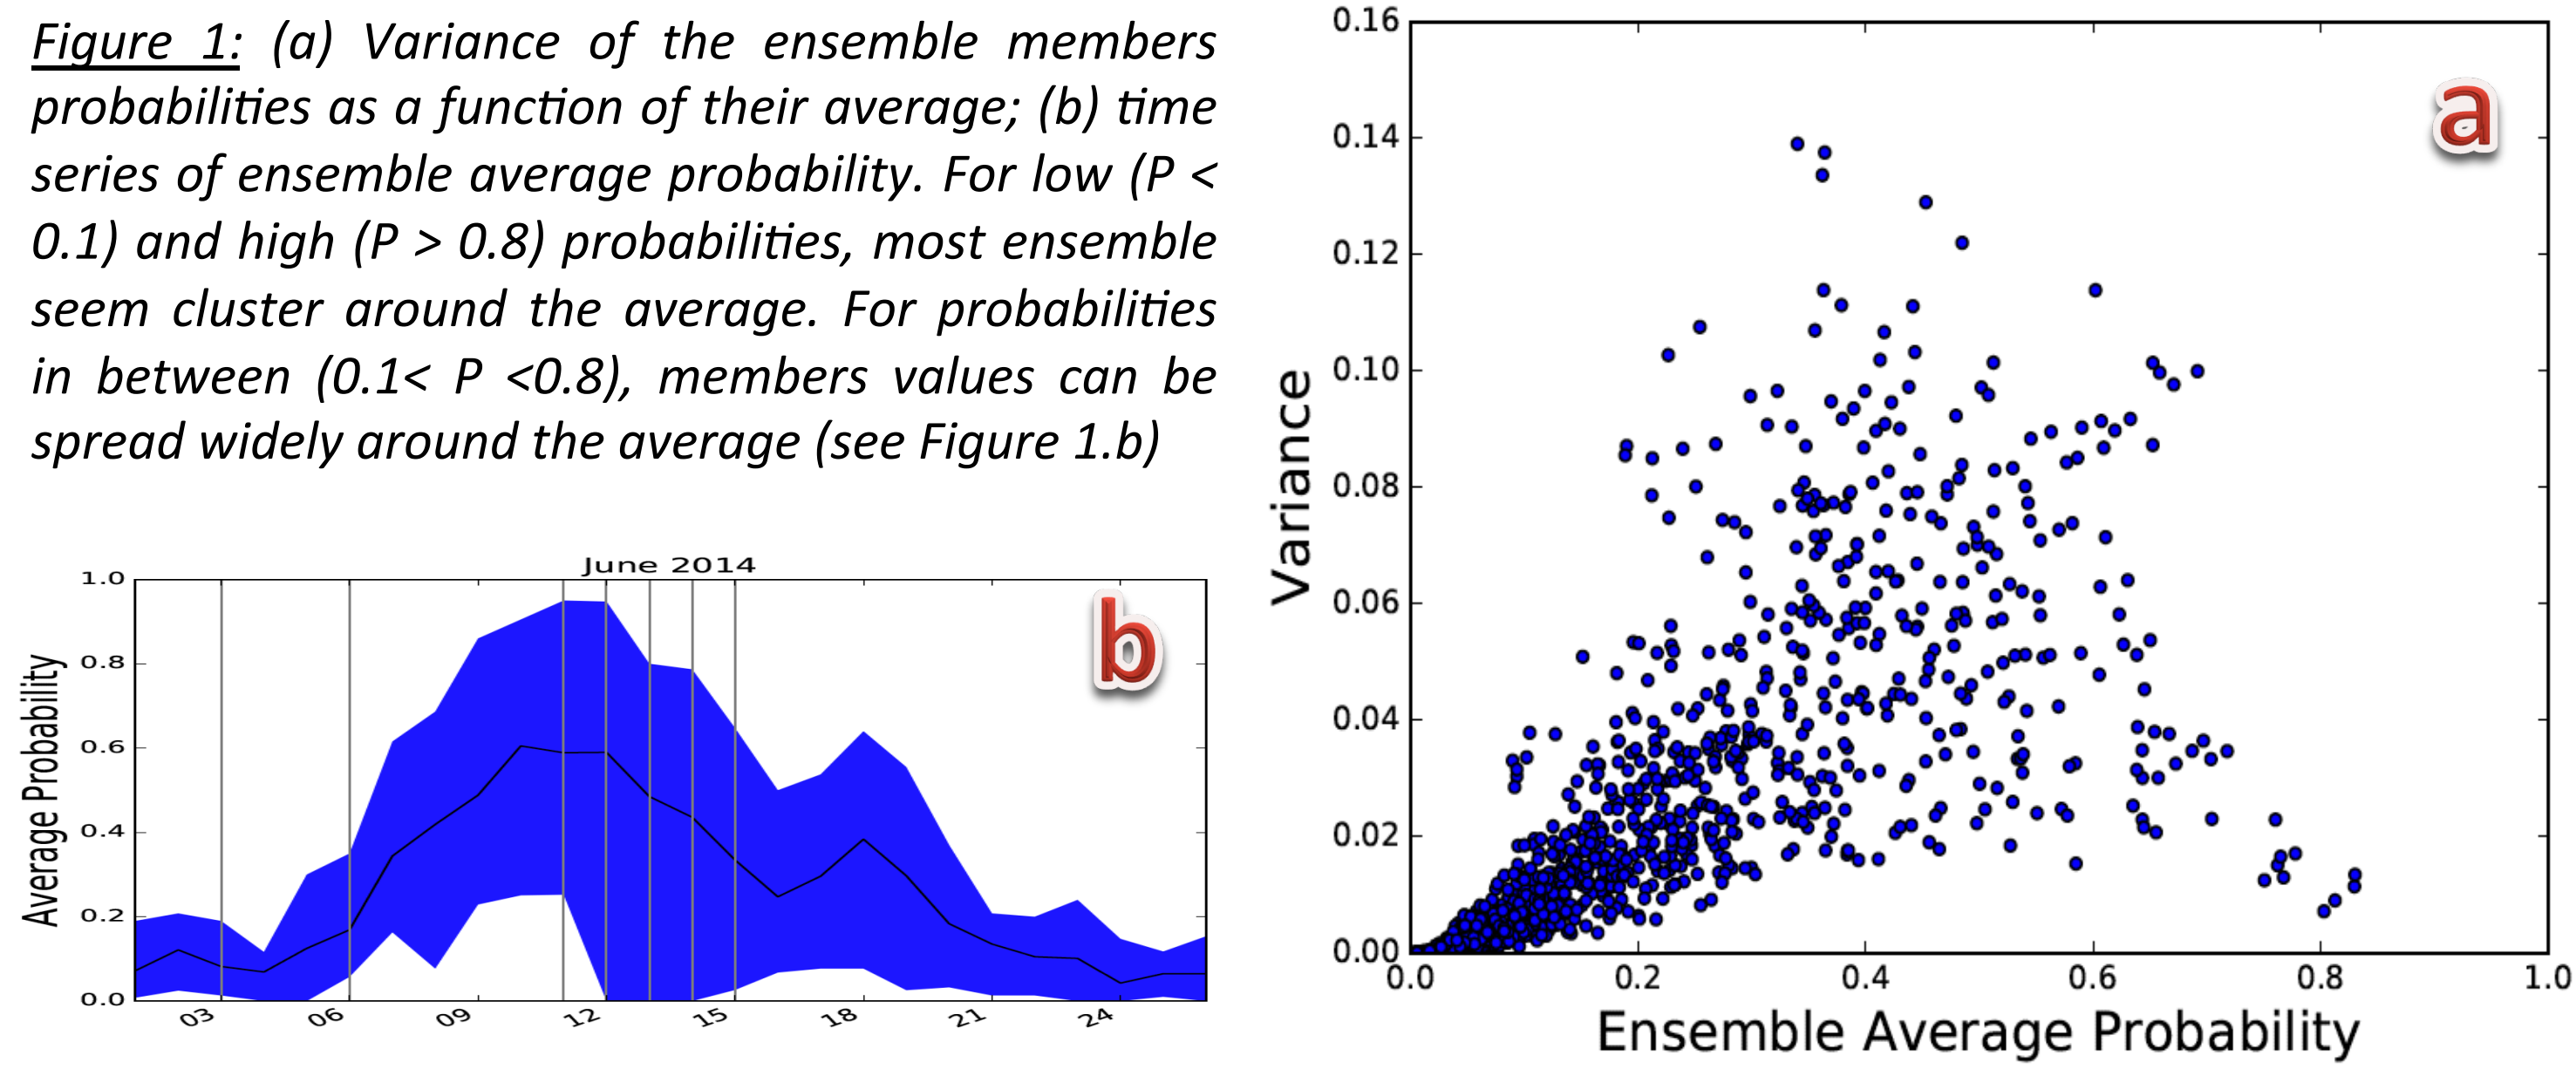 Figure 1: (a) Variance of the ensemble members
probabilities as a function of their average; (b) time
series of ensemble average probability. For low (P <
0.1) and high (P > 0.8) probabilities, most ensemble
seem cluster around the average. For probabilities
in between (0.1< P <0.8), members values can be
spread widely around the average (see Figure 1.b)
June 2014
1.0
0.8
0.6
0.4
0.2
0.0
Average Probability
03
06
09
12
15
18
21
24
b
0.16
0.14
0.12
0.10
0.08
0.06
0.04
0.02
0.00
Variance
0.0
0.2
0.4
0.6
0.8
1.0
Ensemble Average Probability
a